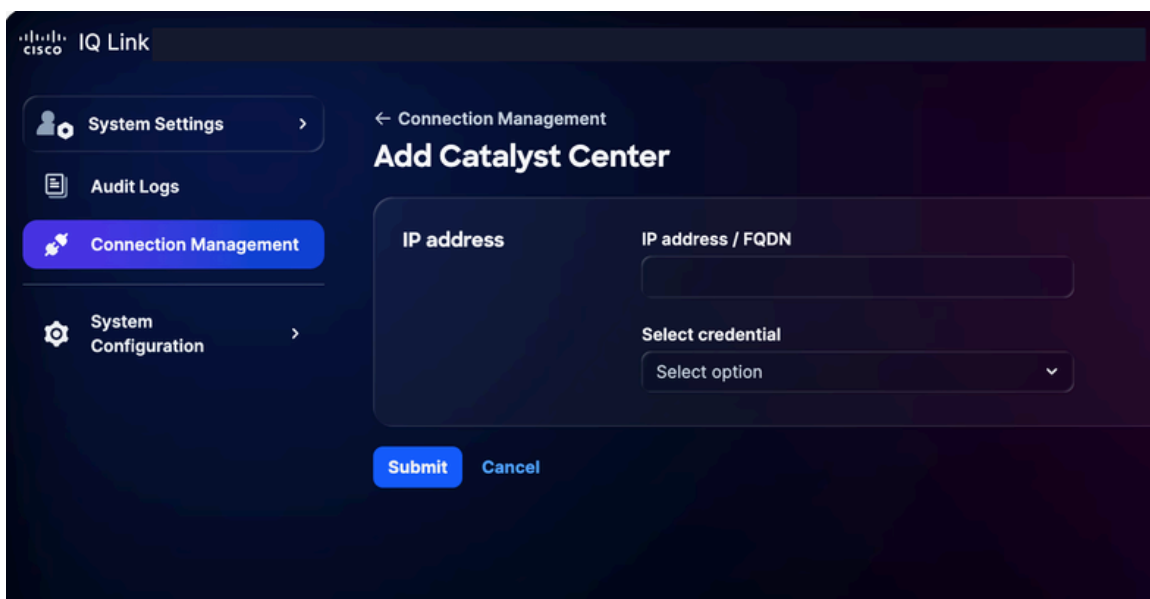 cisco IQ Link
System Settings
Audit Logs
Connection Management
System
Configuration
← Connection Management
Add Catalyst Center
IP address
IP address / FQDN
Select credential
Select option
Submit
Cancel